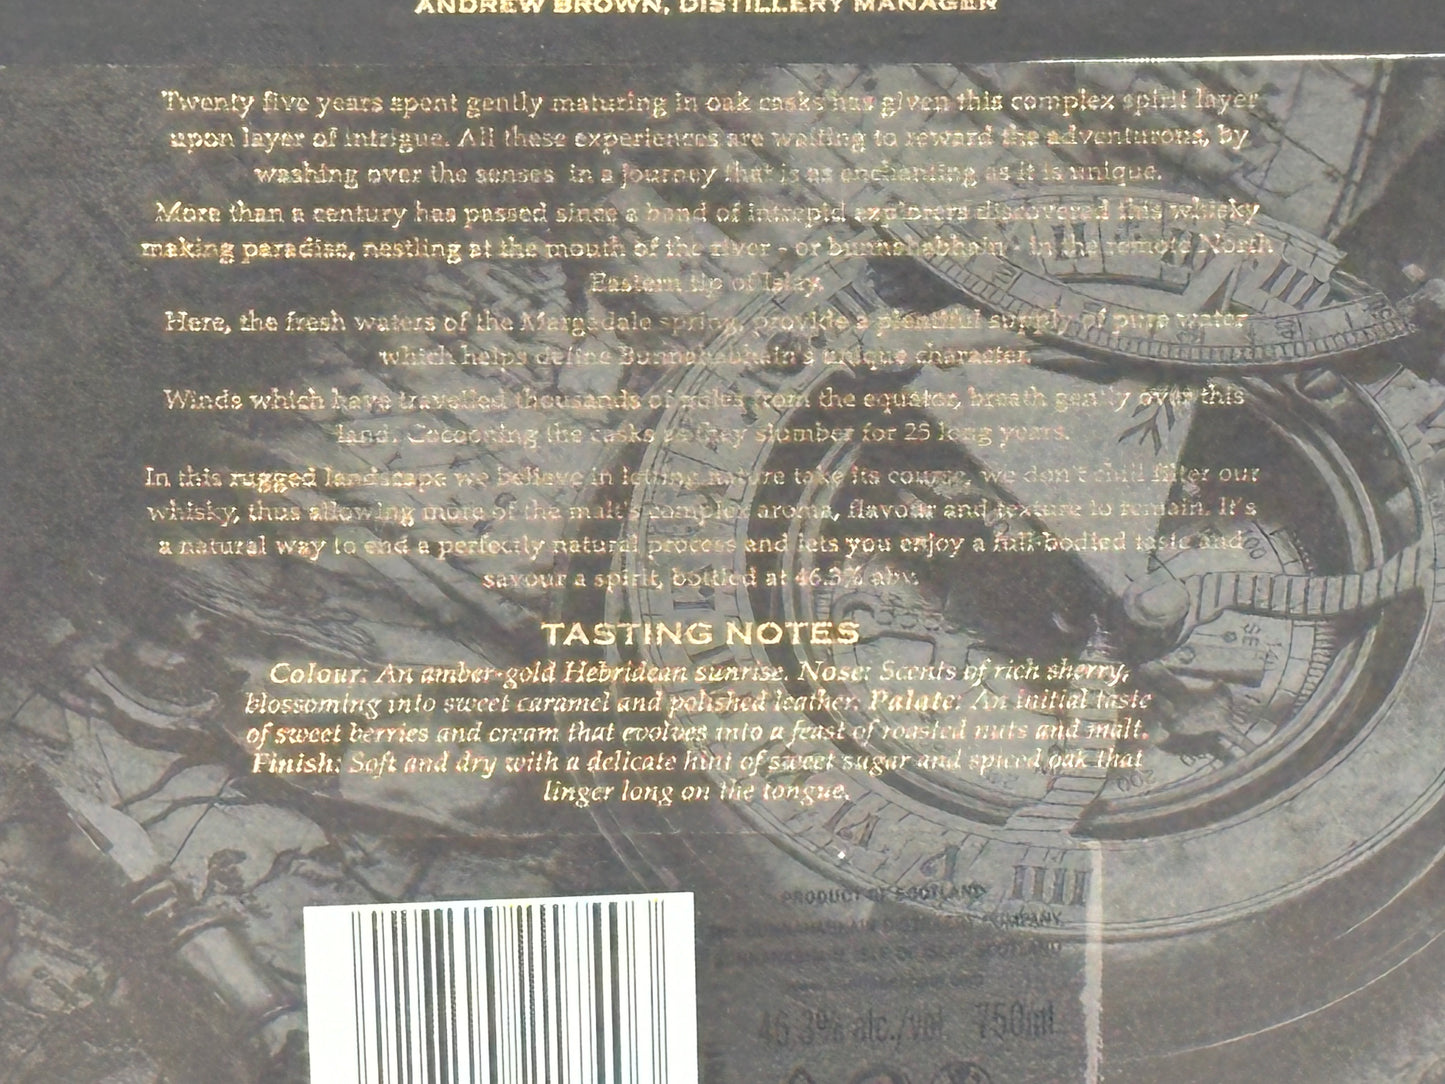 ANDREW BROWN, DISTILLERY MANAGER
Twenty five years spent gently maturing in oak casks has given this complex spirit layer
upon layer of intrigue. All these experiences are waiting to reward the adventurous, by
washing over the senses in a journey that is as enchanting as it is unique.
More than a century has passed since a band of intrepid explorers discovered this whisky
making paradise, nestling at the mouth of the river - or bunnahabhain - in the remote North
Eastern tip of Islay.
Here, the fresh waters of the Margadale spring, provide a plentiful supply of pure water
which helps define Bunnahabhain's unique character.
Winds which have travelled thousands of miles from the equator, breath gently over this
land. Cocooning the casks as they slumber for 25 long years.
In this rugged landscape we believe in letting nature take its course, we don't chill filter our
whisky, thus allowing more of the malt's complex aroma, flavour and texture to remain. It's
a natural way to end a perfectly natural process and lets you enjoy a full-bodied taste and
savour a spirit, bottled at 46.3% abv.
TASTING NOTES
Colour: An amber-gold Hebridean sunrise. Nose: Scents of rich sherry,
blossoming into sweet caramel and polished leather. Palate: An initial taste
of sweet berries and cream that evolves into a feast of roasted nuts and malt.
Finish: Soft and dry with a delicate hint of sweet sugar and spiced oak that
linger long on the tongue.
PRODUCT OF SCOTLAND
46.3% alc./vol 750ml